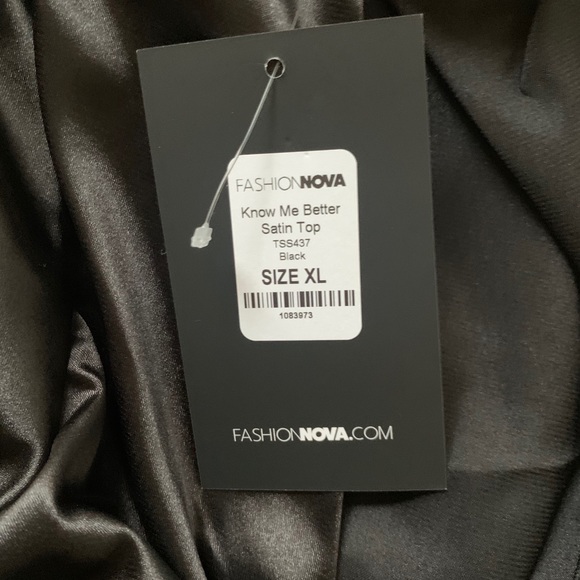 FASHIONNOVA
Know Me Better
Satin Top
TSS437
Black
SIZE XL
1083973
FASHIONNOVA.COM